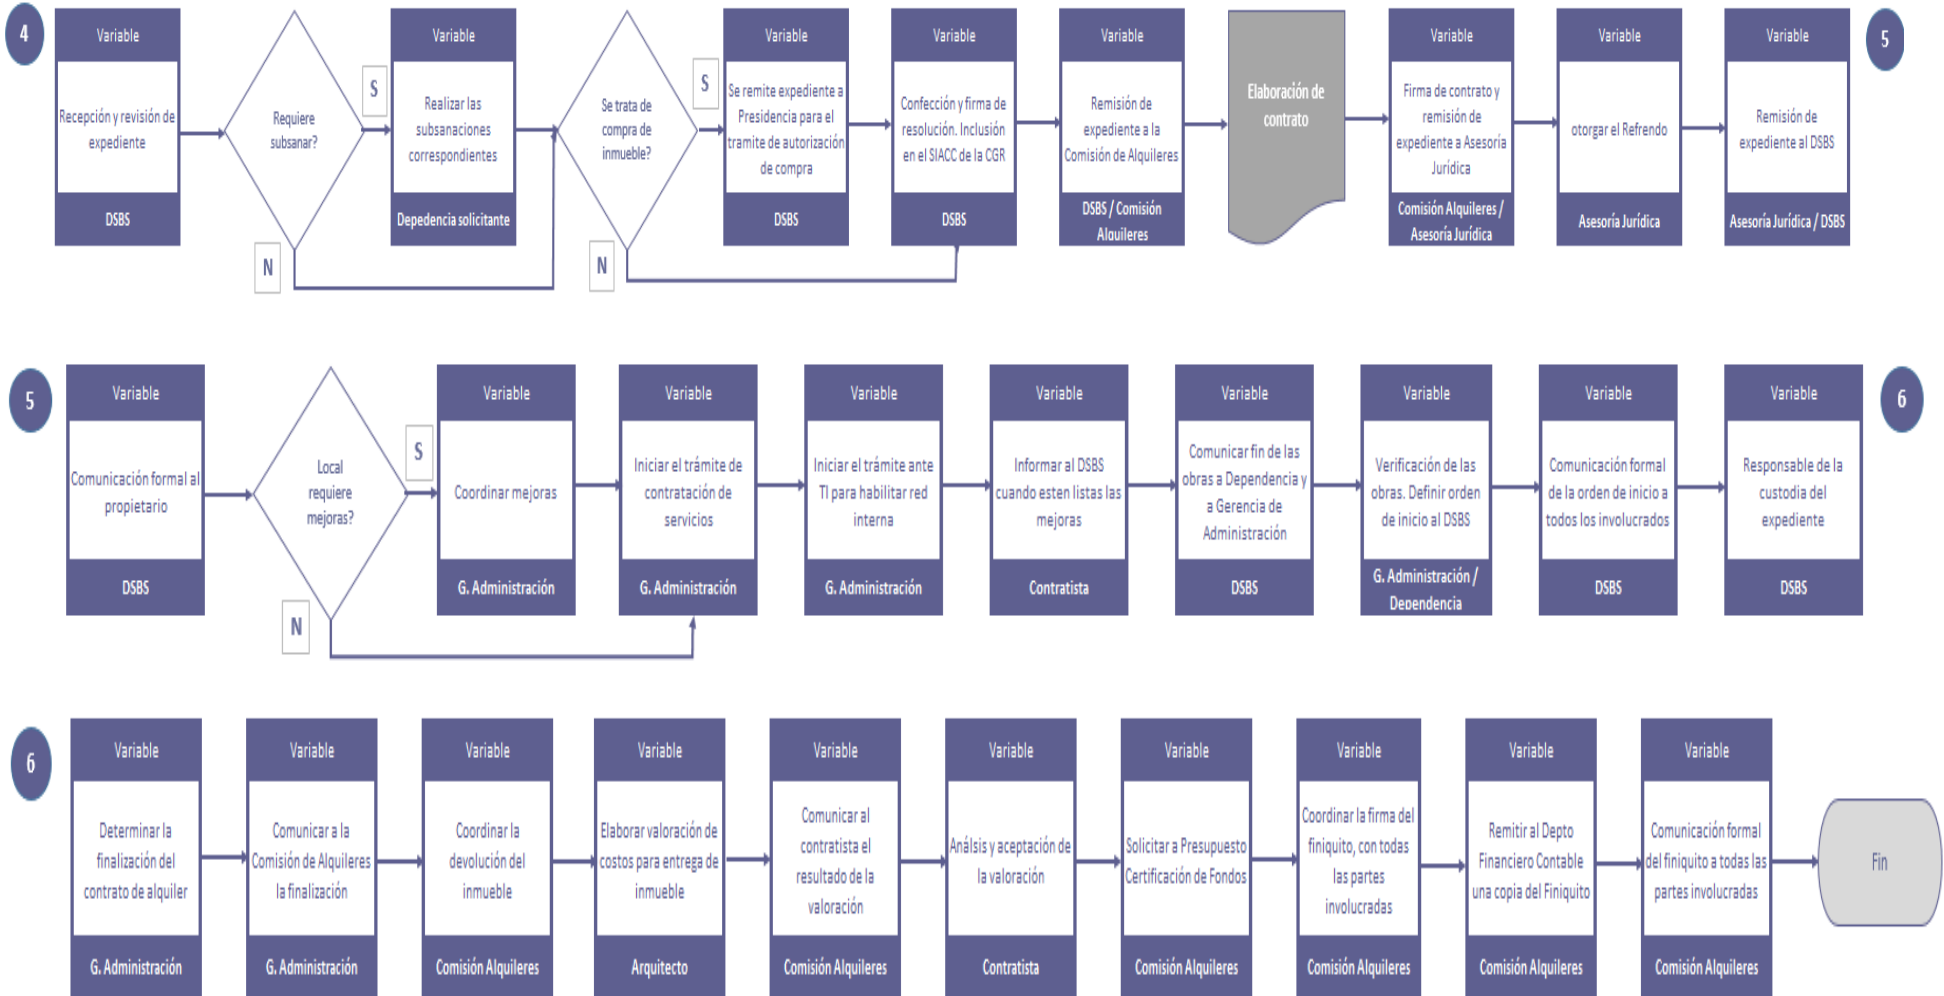 4
Variable
Recepción y revisión de
expediente
DSBS
Requiere
subsanar?
S
N
Variable
Realizar las
subsanaciones
correspondientes
Depedencia solicitante
Se trata de
compra de
inmueble?
S
N
Variable
Se remite expediente a
Presidencia para el
tramite de autorización
de compra
DSBS
Variable
Confección y firma de
resolución. Inclusión
en el SIACC de la CGR
DSBS
Variable
Remisión de
expediente a la
Comisión de Alquileres
DSBS / Comisión
Alquileres
Elaboración de
contrato
Variable
Firma de contrato y
remisión de
expediente a Asesoría
Jurídica
Comisión Alquileres /
Asesoría Jurídica
Variable
otorgar el Refrendo
Asesoría Jurídica
Variable
Remisión de
expediente al DSBS
Asesoría Jurídica / DSBS
5
5
Variable
Comunicación formal al
propietario
DSBS
Local
requiere
mejoras?
S
N
Variable
Coordinar mejoras
G. Administración
Variable
Iniciar el trámite de
contratación de
servicios
G. Administración
Variable
Iniciar el trámite ante
TI para habilitar red
interna
G. Administración
Variable
Informar al DSBS
cuando esten listas las
mejoras
Contratista
Variable
Comunicar fin de las
obras a Dependencia y
a Gerencia de
Administración
DSBS
Variable
Verificación de las
obras. Definir orden
de inicio al DSBS
G. Administración /
Dependencia
Variable
Comunicación formal
de la orden de inicio a
todos los involucrados
DSBS
Variable
Responsable de la
custodia del
expediente
DSBS
6
6
Variable
Determinar la
finalización del
contrato de alquiler
G. Administración
Variable
Comunicar a la
Comisión de Alquileres
la finalización
G. Administración
Variable
Coordinar la
devolución del
inmueble
Comisión Alquileres
Variable
Elaborar valoración de
costos para entrega de
inmueble
Arquitecto
Variable
Comunicar al
contratista el
resultado de la
valoración
Comisión Alquileres
Variable
Análsis y aceptación de
la valoración
Contratista
Variable
Solicitar a Presupuesto
Certificación de Fondos
Comisión Alquileres
Variable
Coordinar la firma del
finiquito, con todas
las partes
involucradas
Comisión Alquileres
Variable
Remitir al Depto
Financiero Contable
una copia del Finiquito
Comisión Alquileres
Variable
Comunicación formal
del finiquito a todas las
partes involucradas
Comisión Alquileres
Fin